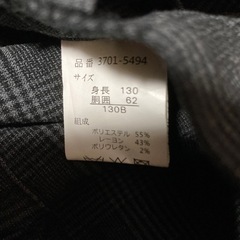 品番 3701-5494
サイズ
身長 130
胴囲 62
130B
組成
ポリエステル 55%
レーヨン 43%
ポリウレタン 2%